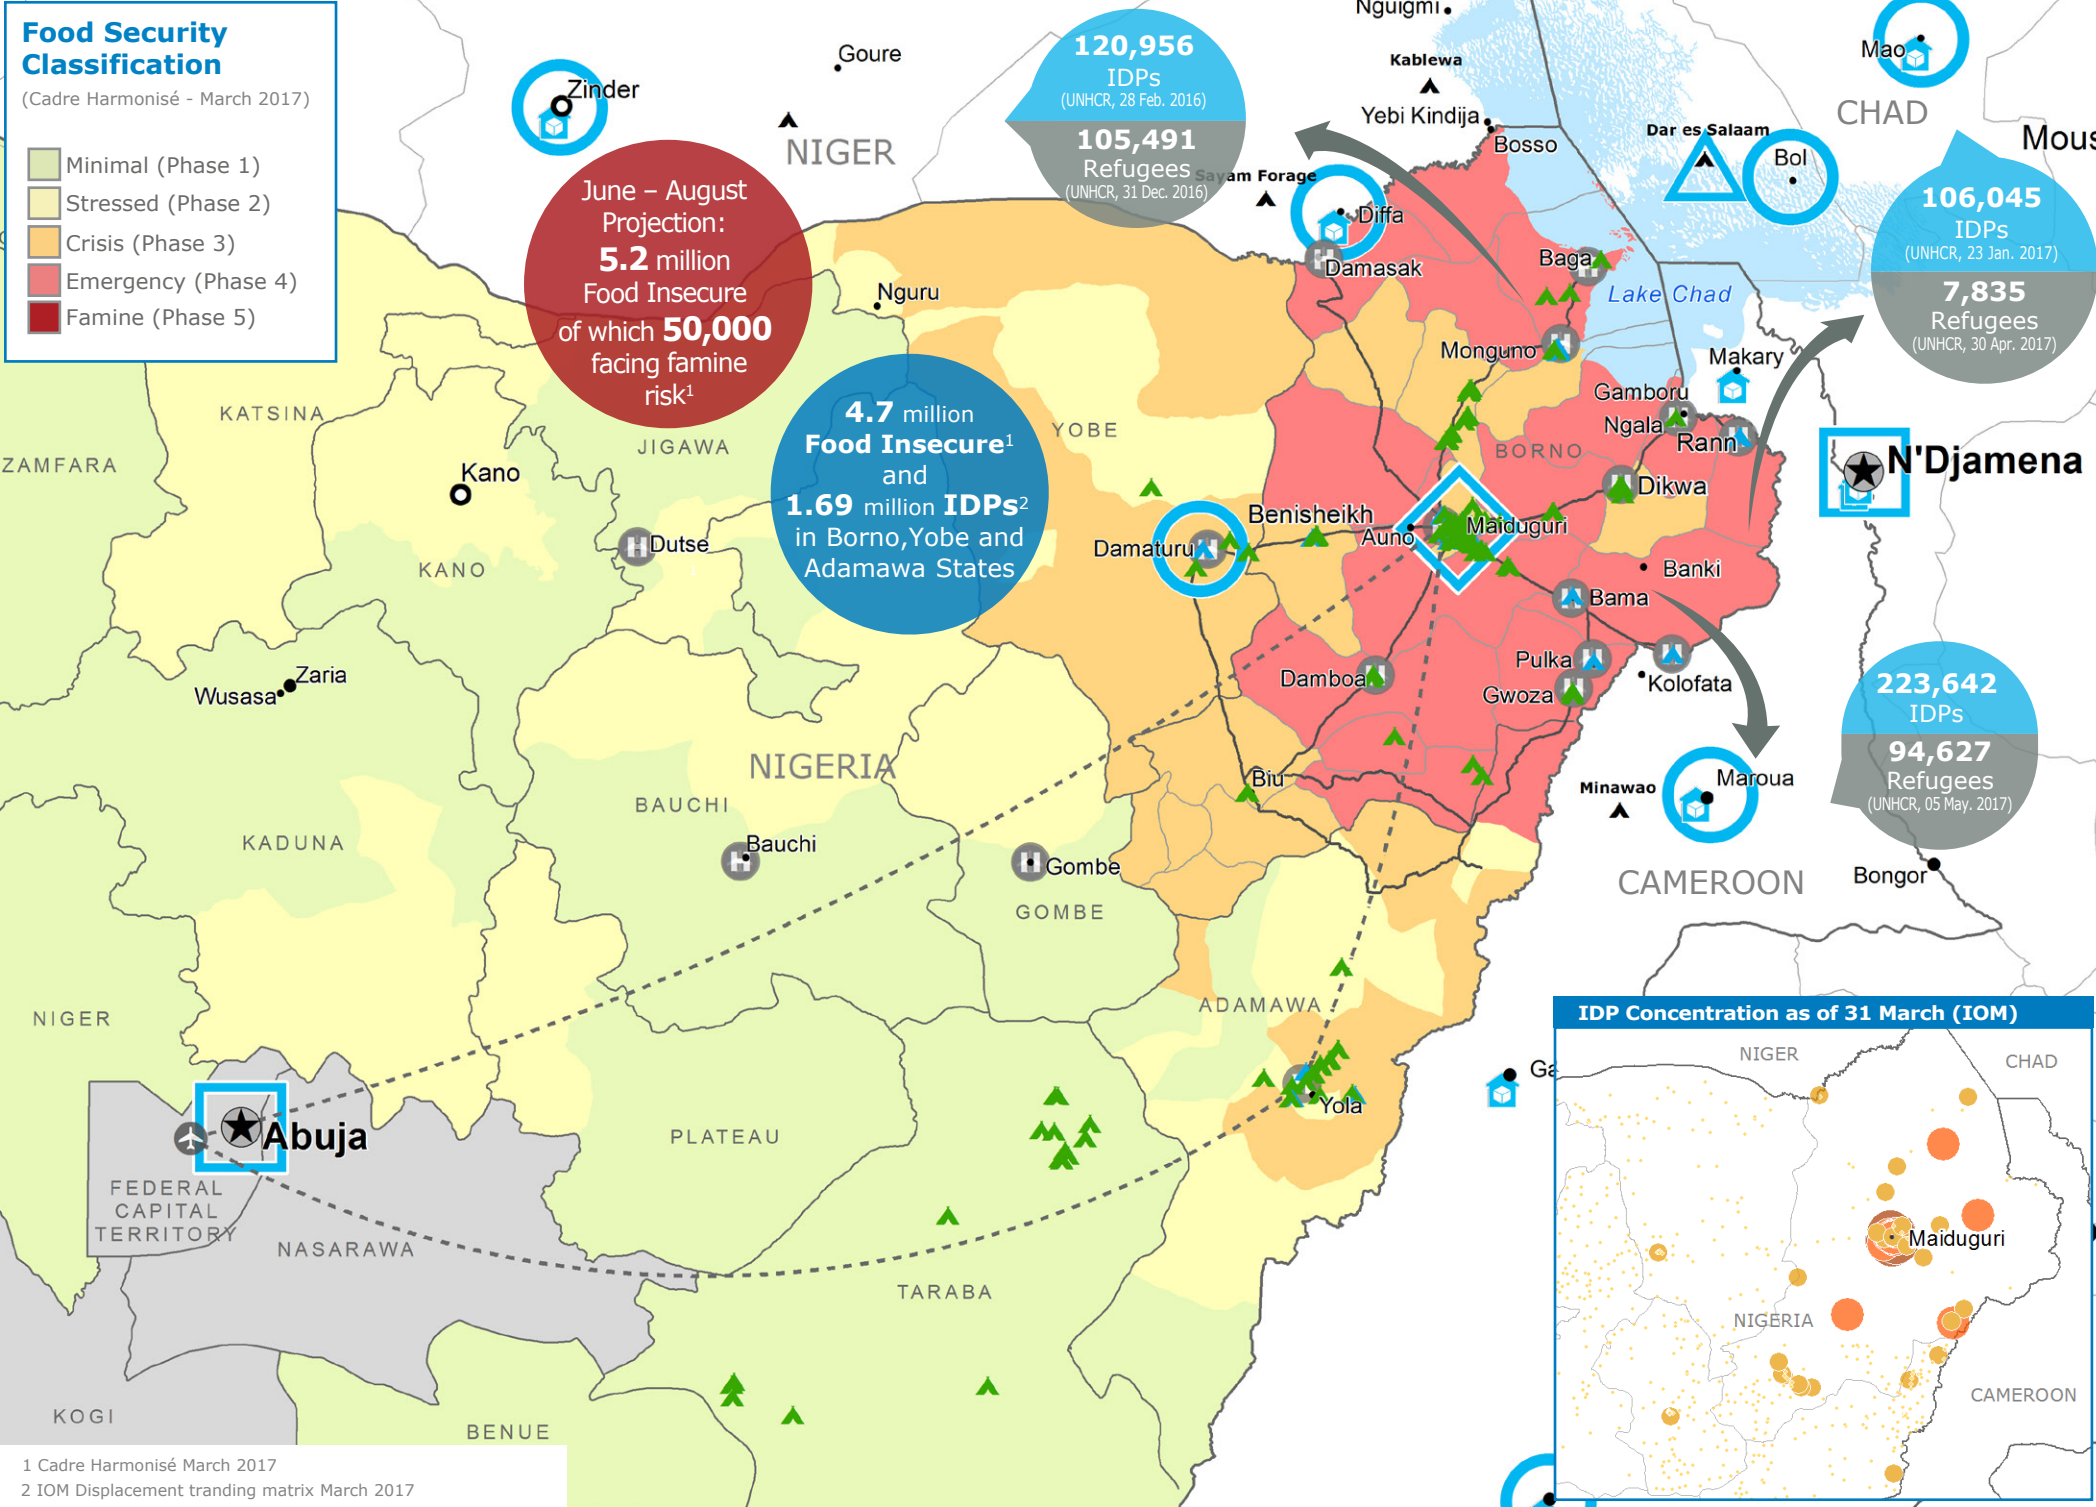 Food Security
Classification
(Cadre Harmonisé - March 2017)
Minimal (Phase 1)
Stressed (Phase 2)
Crisis (Phase 3)
Emergency (Phase 4)
Famine (Phase 5)
Zinder
Goure
NIGER
Nguigmi
Kablewa
Yebi Kindija
Bosso
Mao
CHAD
Dar es Salaam
Bol
Mous
120,956
IDPs
(UNHCR, 28 Feb. 2016)
105,491
Refugees
(UNHCR, 31 Dec. 2016)
Sayam Forage
Diffa
Damasak
Baga
Lake Chad
106,045
IDPs
(UNHCR, 23 Jan. 2017)
7,835
Refugees
(UNHCR, 30 Apr. 2017)
June – August
Projection:
5.2 million
Food Insecure
of which 50,000
facing famine
risk1
Nguru
Monguno
Makary
Gamboru
Ngala
Rann
N'Djamena
4.7 million
Food Insecure1
and
1.69 million IDPs2
in Borno,Yobe and
Adamawa States
KATSINA
JIGAWA
YOBE
BORNO
ZAMFARA
Kano
KANO
Dutse
Dikwa
Benisheikh
Auno
Maiduguri
Damaturu
Banki
Bama
Zaria
Wusasa
Damboa
Pulka
Gwoza
Kolofata
223,642
IDPs
94,627
Refugees
(UNHCR, 05 May. 2017)
NIGERIA
Biu
Minawao
Maroua
BAUCHI
Bauchi
KADUNA
Gombe
GOMBE
CAMEROON
Bongor
NIGER
ADAMAWA
Yola
Ga
Abuja
PLATEAU
FEDERAL
CAPITAL
TERRITORY
NASARAWA
TARABA
KOGI
BENUE
IDP Concentration as of 31 March (IOM)
NIGER
CHAD
Maiduguri
NIGERIA
CAMEROON
1 Cadre Harmonisé March 2017
2 IOM Displacement tranding matrix March 2017